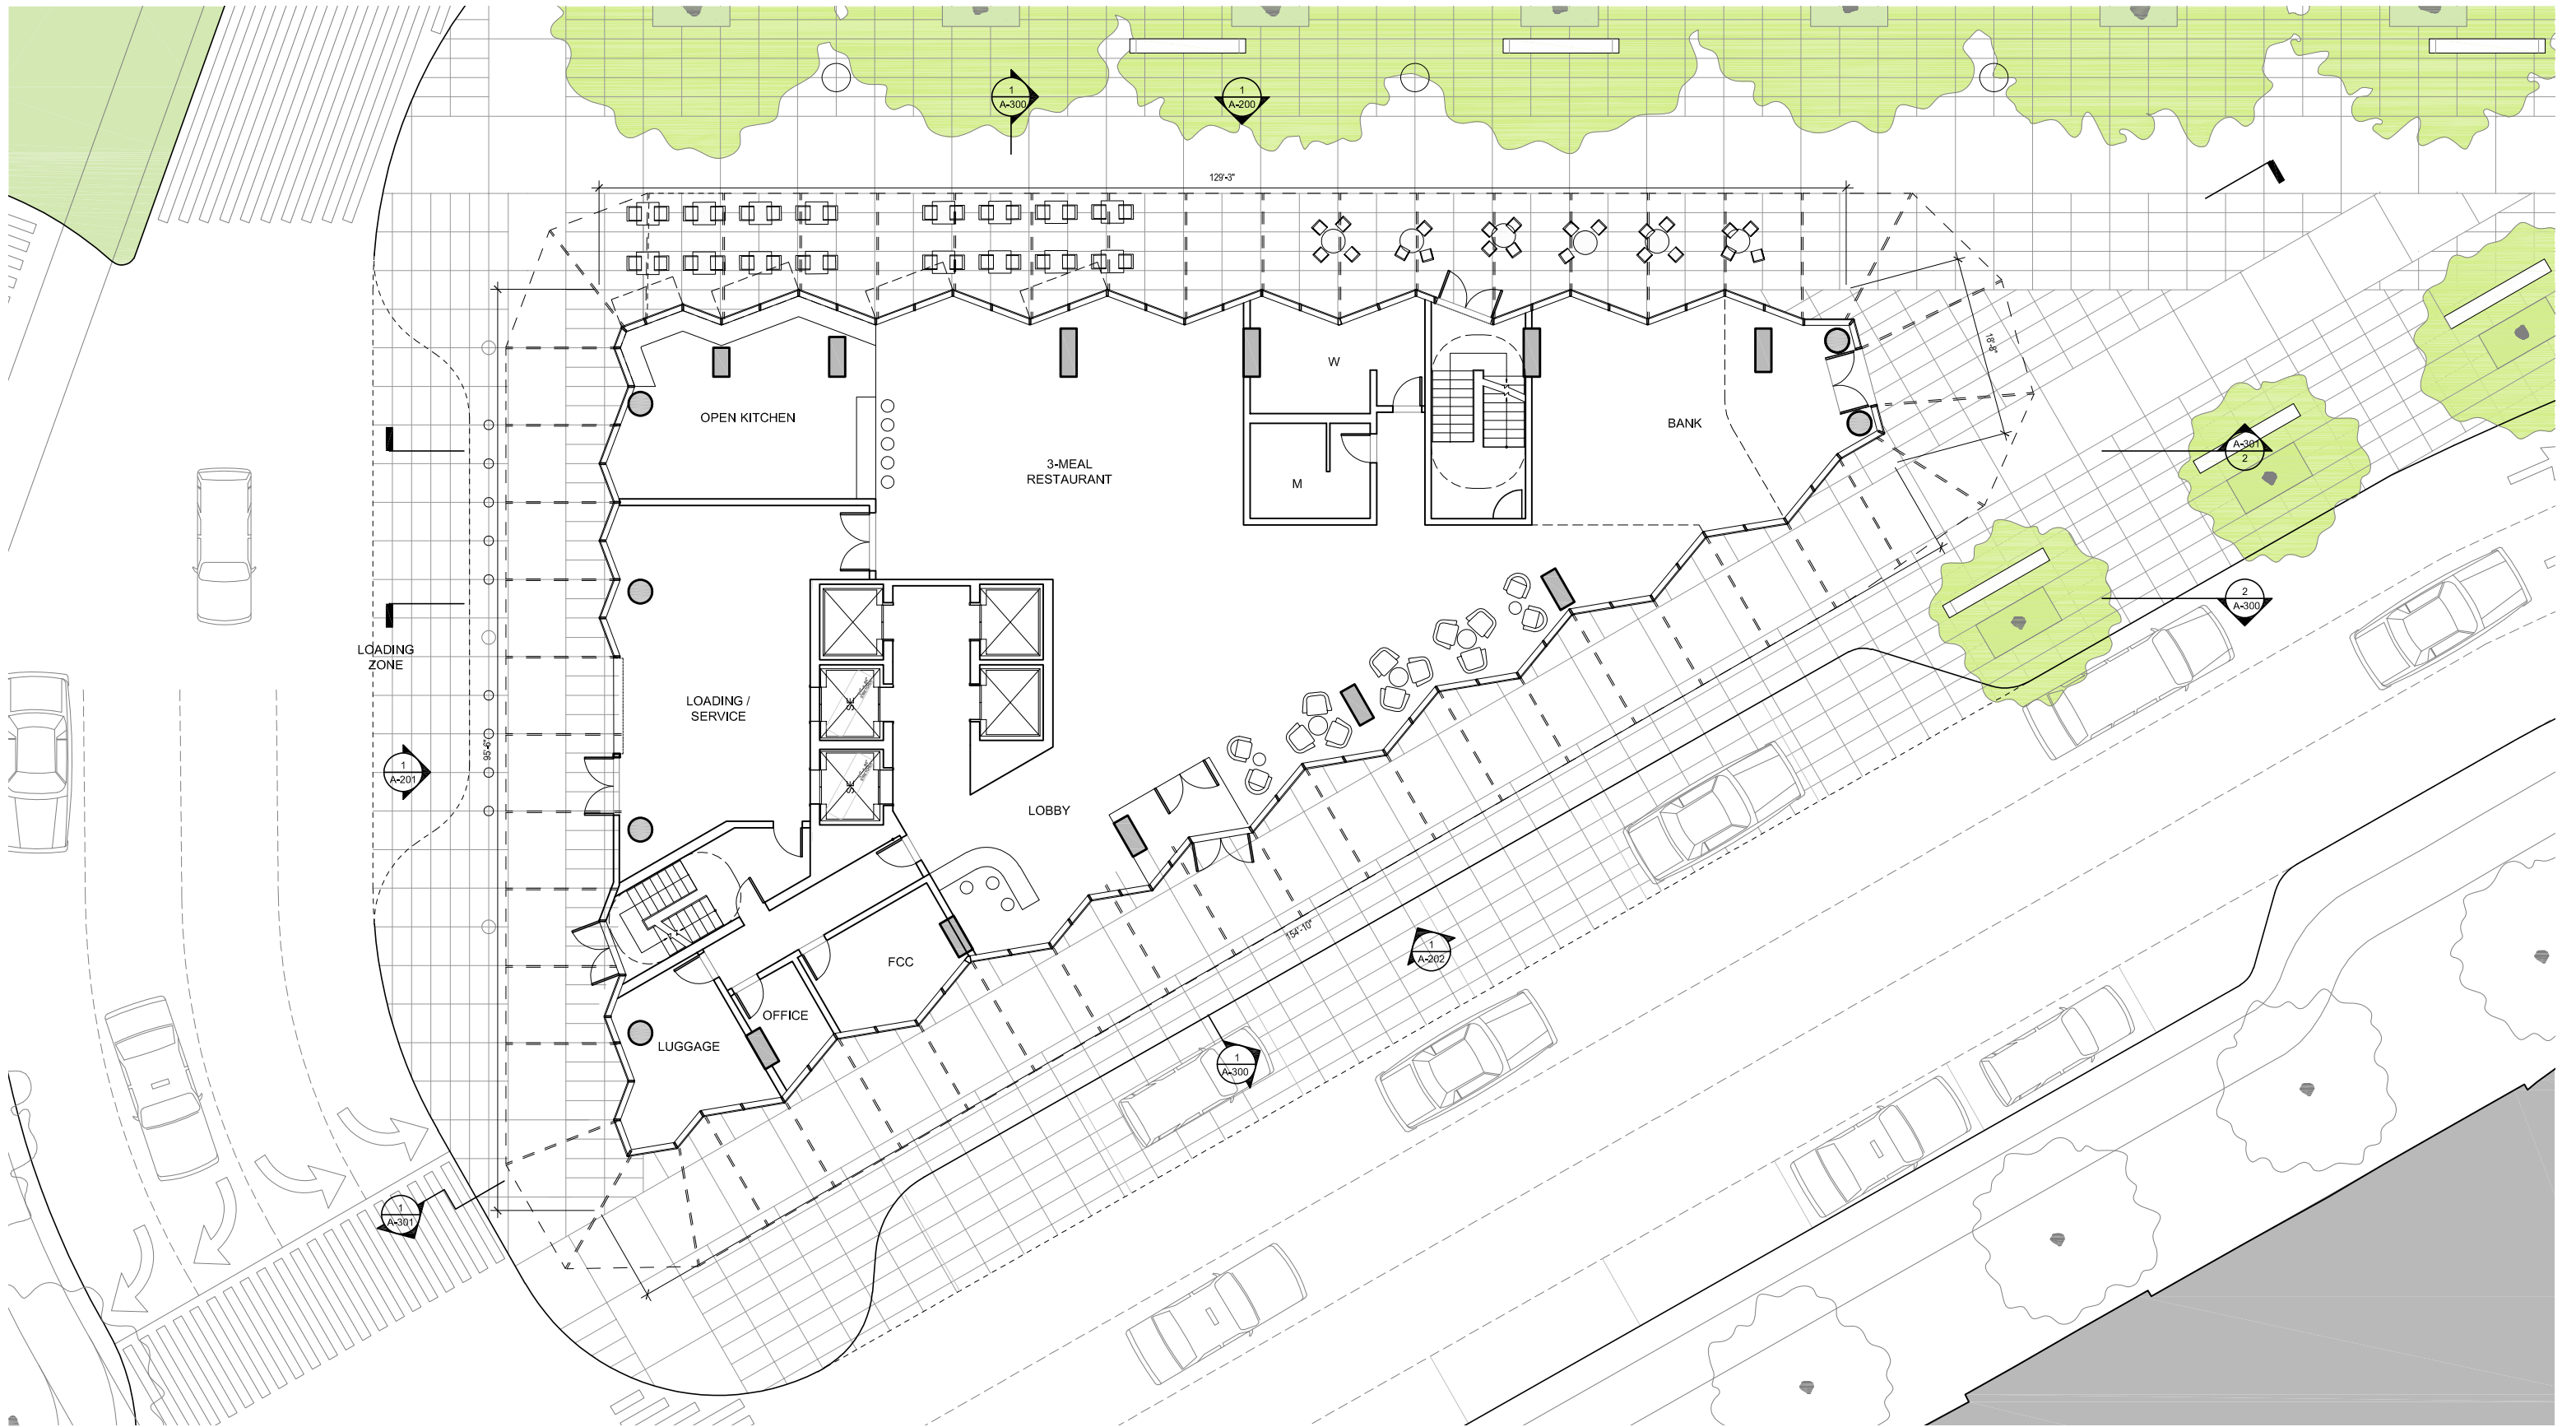 1
A-300
1
A-200
129'-3"
18'-8"
W
OPEN KITCHEN
BANK
A-301
2
3-MEAL
RESTAURANT
M
2
A-300
LOADING
ZONE
LOADING /
SERVICE
SE
95'-6"
1
A-201
SE
LOBBY
154'-10"
1
A-202
FCC
OFFICE
LUGGAGE
1
A-300
1
A-301